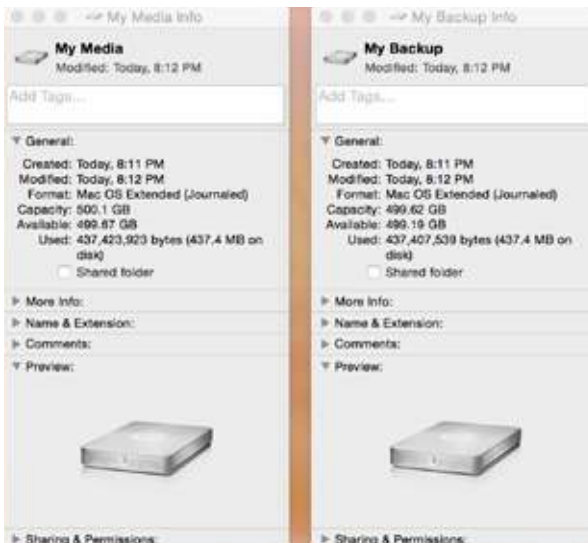 My Media Info
My Media
Modified: Today, 8:12 PM
Add Tags...
General:
Created: Today, 8:11 PM
Modified: Today, 8:12 PM
Format: Mac OS Extended (Journaled)
Capacity: 500.1 GB
Available: 499.67 GB
Used: 437,423,923 bytes (437.4 MB on
disk)
Shared folder
More Info:
Name & Extension:
Comments:
Preview:
Sharing & Permissions:
My Backup Info
My Backup
Modified: Today, 8:12 PM
Add Tags...
General:
Created: Today, 8:11 PM
Modified: Today, 8:12 PM
Format: Mac OS Extended (Journaled)
Capacity: 499.62 GB
Available: 499.19 GB
Used: 437,407,539 bytes (437.4 MB on
disk)
Shared folder
More Info:
Name & Extension:
Comments:
Preview:
Sharing & Permissions: